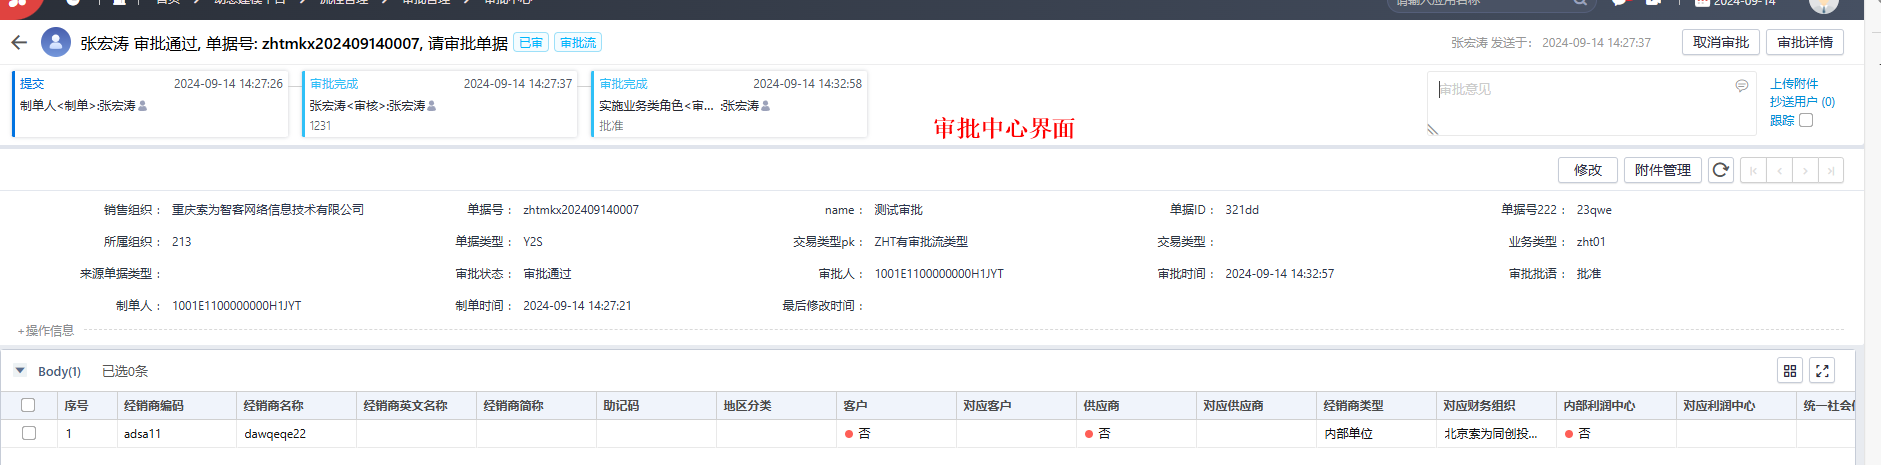 首页 动态建模平台 流程管理 审批管理 审批中心 请输入应用名称 2024-09-14
张宏涛 审批通过, 单据号: zhtmkx202409140007, 请审批单据 已审 审批流 张宏涛 发送于: 2024-09-14 14:27:37 取消审批 审批详情
提交 2024-09-14 14:27:26 审批完成 2024-09-14 14:27:37 审批完成 2024-09-14 14:32:58 审批意见 上传附件
制单人<制单>:张宏涛 张宏涛<审核>:张宏涛 实施业务类角色<审... :张宏涛 抄送用户 (0)
1231 批准 跟踪
审批中心界面
修改 附件管理
销售组织: 重庆索为智客网络信息技术有限公司 单据号: zhtmkx202409140007 name: 测试审批 单据ID: 321dd 单据号222: 23qwe
所属组织: 213 单据类型: Y2S 交易类型pk: ZHT有审批流类型 交易类型: 业务类型: zht01
来源单据类型: 审批状态: 审批通过 审批人: 1001E1100000000H1JYT 审批时间: 2024-09-14 14:32:57 审批批语: 批准
制单人: 1001E1100000000H1JYT 制单时间: 2024-09-14 14:27:21 最后修改时间:
+操作信息
Body(1) 已选0条
序号 经销商编码 经销商名称 经销商英文名称 经销商简称 助记码 地区分类 客户 对应客户 供应商 对应供应商 经销商类型 对应财务组织 内部利润中心 对应利润中心 统一社会
1 adsa11 dawqeqe22 否 否 内部单位 北京索为同创投... 否